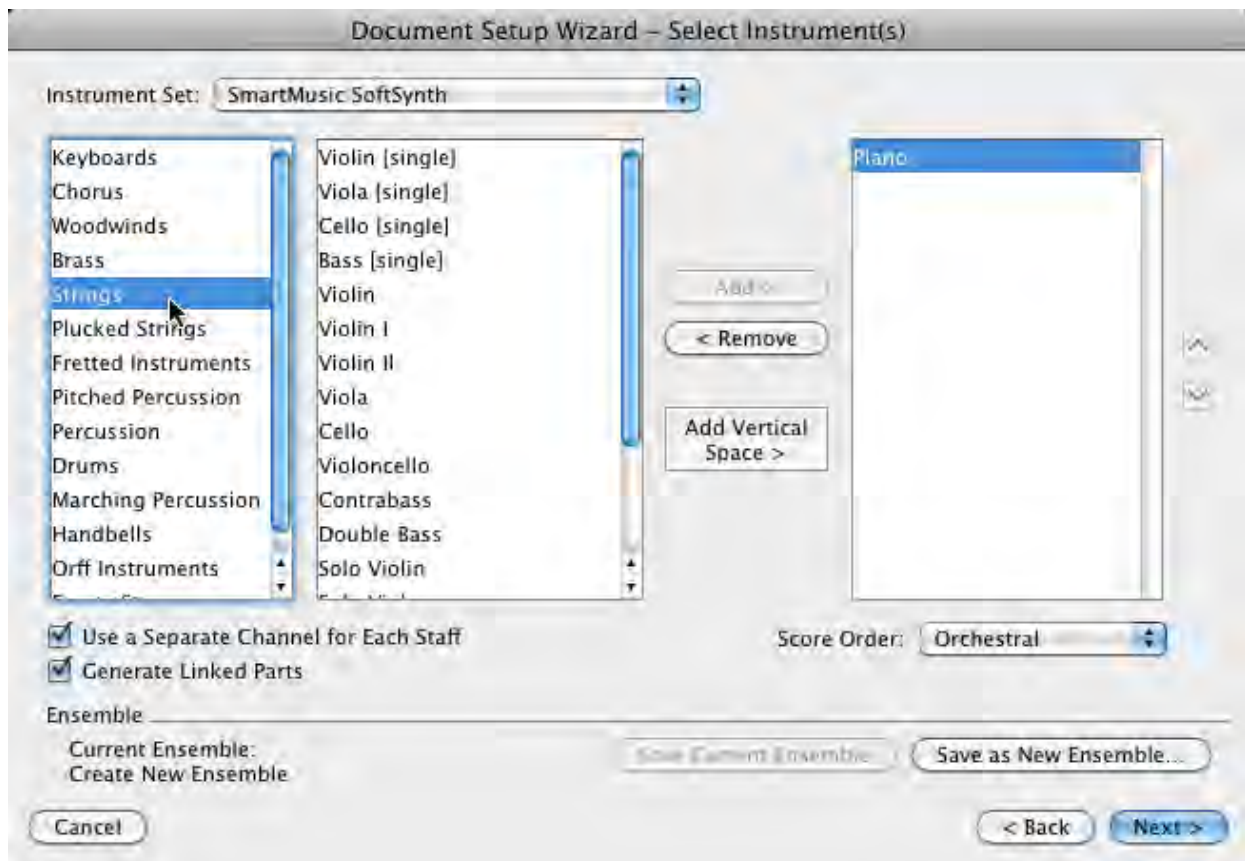 Document Setup Wizard – Select Instrument(s)
Instrument Set: SmartMusic SoftSynth
Keyboards
Chorus
Woodwinds
Brass
Strings
Plucked Strings
Fretted Instruments
Pitched Percussion
Percussion
Drums
Marching Percussion
Handbells
Orff Instruments
Violin [single]
Viola [single]
Cello [single]
Bass [single]
Violin
Violin I
Violin II
Viola
Cello
Violoncello
Contrabass
Double Bass
Solo Violin
Add >
< Remove
Add Vertical
Space >
Piano
Use a Separate Channel for Each Staff
Generate Linked Parts
Score Order: Orchestral
Ensemble
Current Ensemble:
Create New Ensemble
Save Current Ensemble
Save as New Ensemble...
Cancel
< Back
Next >